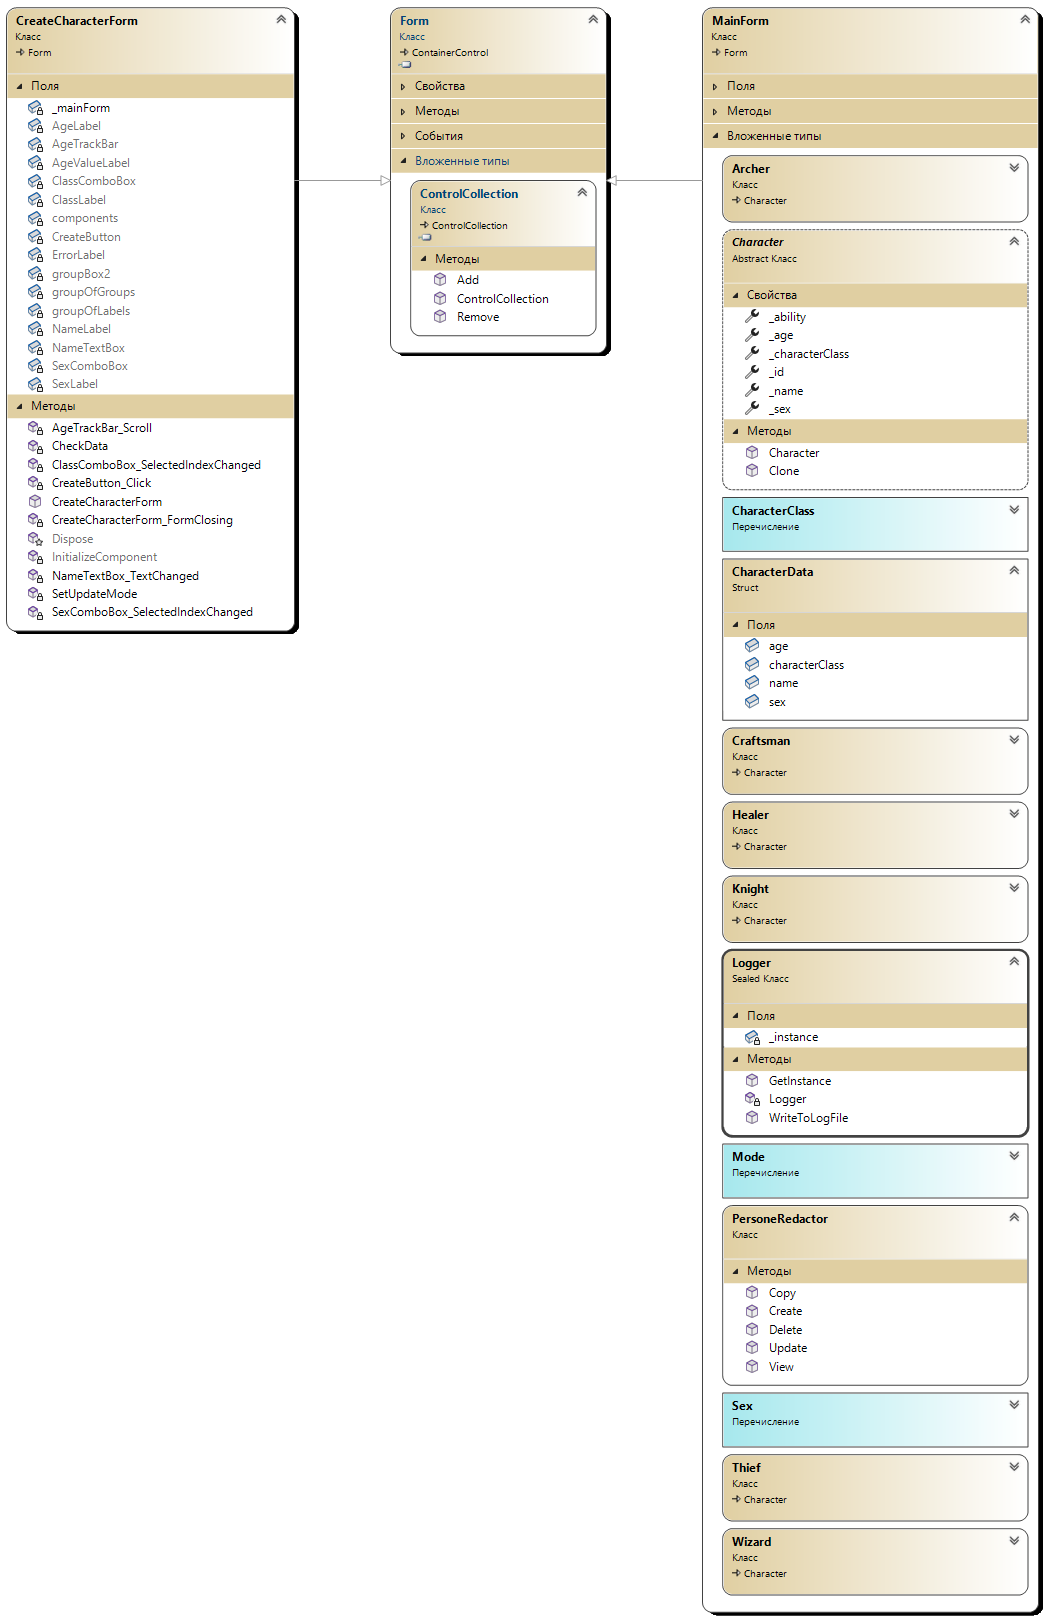 CreateCharacterForm
Класс
Form
Поля
_mainForm
AgeLabel
AgeTrackBar
AgeValueLabel
ClassComboBox
ClassLabel
components
CreateButton
ErrorLabel
groupBox2
groupOfGroups
groupOfLabels
NameLabel
NameTextBox
SexComboBox
SexLabel
Методы
AgeTrackBar_Scroll
CheckData
ClassComboBox_SelectedIndexChanged
CreateButton_Click
CreateCharacterForm
CreateCharacterForm_FormClosing
Dispose
InitializeComponent
NameTextBox_TextChanged
SetUpdateMode
SexComboBox_SelectedIndexChanged
Form
Класс
ContainerControl
Свойства
Методы
События
Вложенные типы
ControlCollection
Класс
ControlCollection
Методы
Add
ControlCollection
Remove
MainForm
Класс
Form
Поля
Методы
Вложенные типы
Archer
Класс
Character
Character
Abstract Класс
Свойства
_ability
_age
_characterClass
_id
_name
_sex
Методы
Character
Clone
CharacterClass
Перечисление
CharacterData
Struct
Поля
age
characterClass
name
sex
Craftsman
Класс
Character
Healer
Класс
Character
Knight
Класс
Character
Logger
Sealed Класс
Поля
_instance
Методы
GetInstance
Logger
WriteToLogFile
Mode
Перечисление
PersoneRedactor
Класс
Методы
Copy
Create
Delete
Update
View
Sex
Перечисление
Thief
Класс
Character
Wizard
Класс
Character